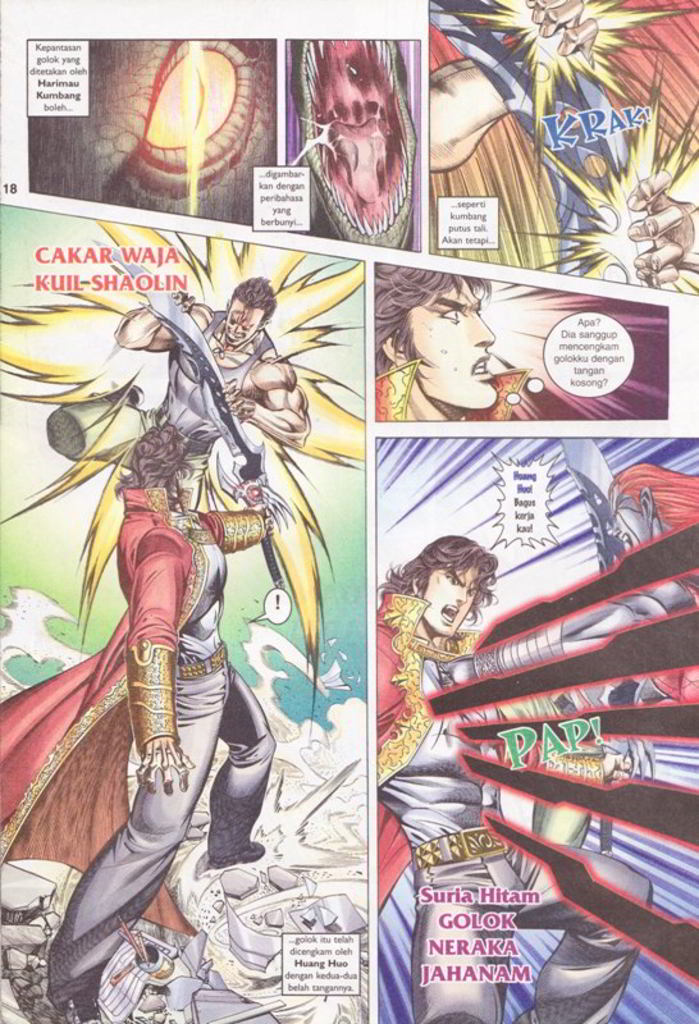 Kepantasan
golok yang
ditetakan oleh
Harimau
Kumbang
boleh...
...digambar-
kan dengan
peribahasa
yang
berbunyi...
KRAK!
...seperti
kumbang
putus tali.
Akan tetapi...
18
CAKAR WAJA
KUIL SHAOLIN
Apa?
Dia sanggup
mencengkam
golokku dengan
tangan
kosong?
!
...golok itu telah
dicengkam oleh
Huang Huo
dengan kedua-dua
belah tangannya.
Huang
Huo!
Bagus
kerja
kau!
PAP!
Suria Hitam
GOLOK
NERAKA
JAHANAM